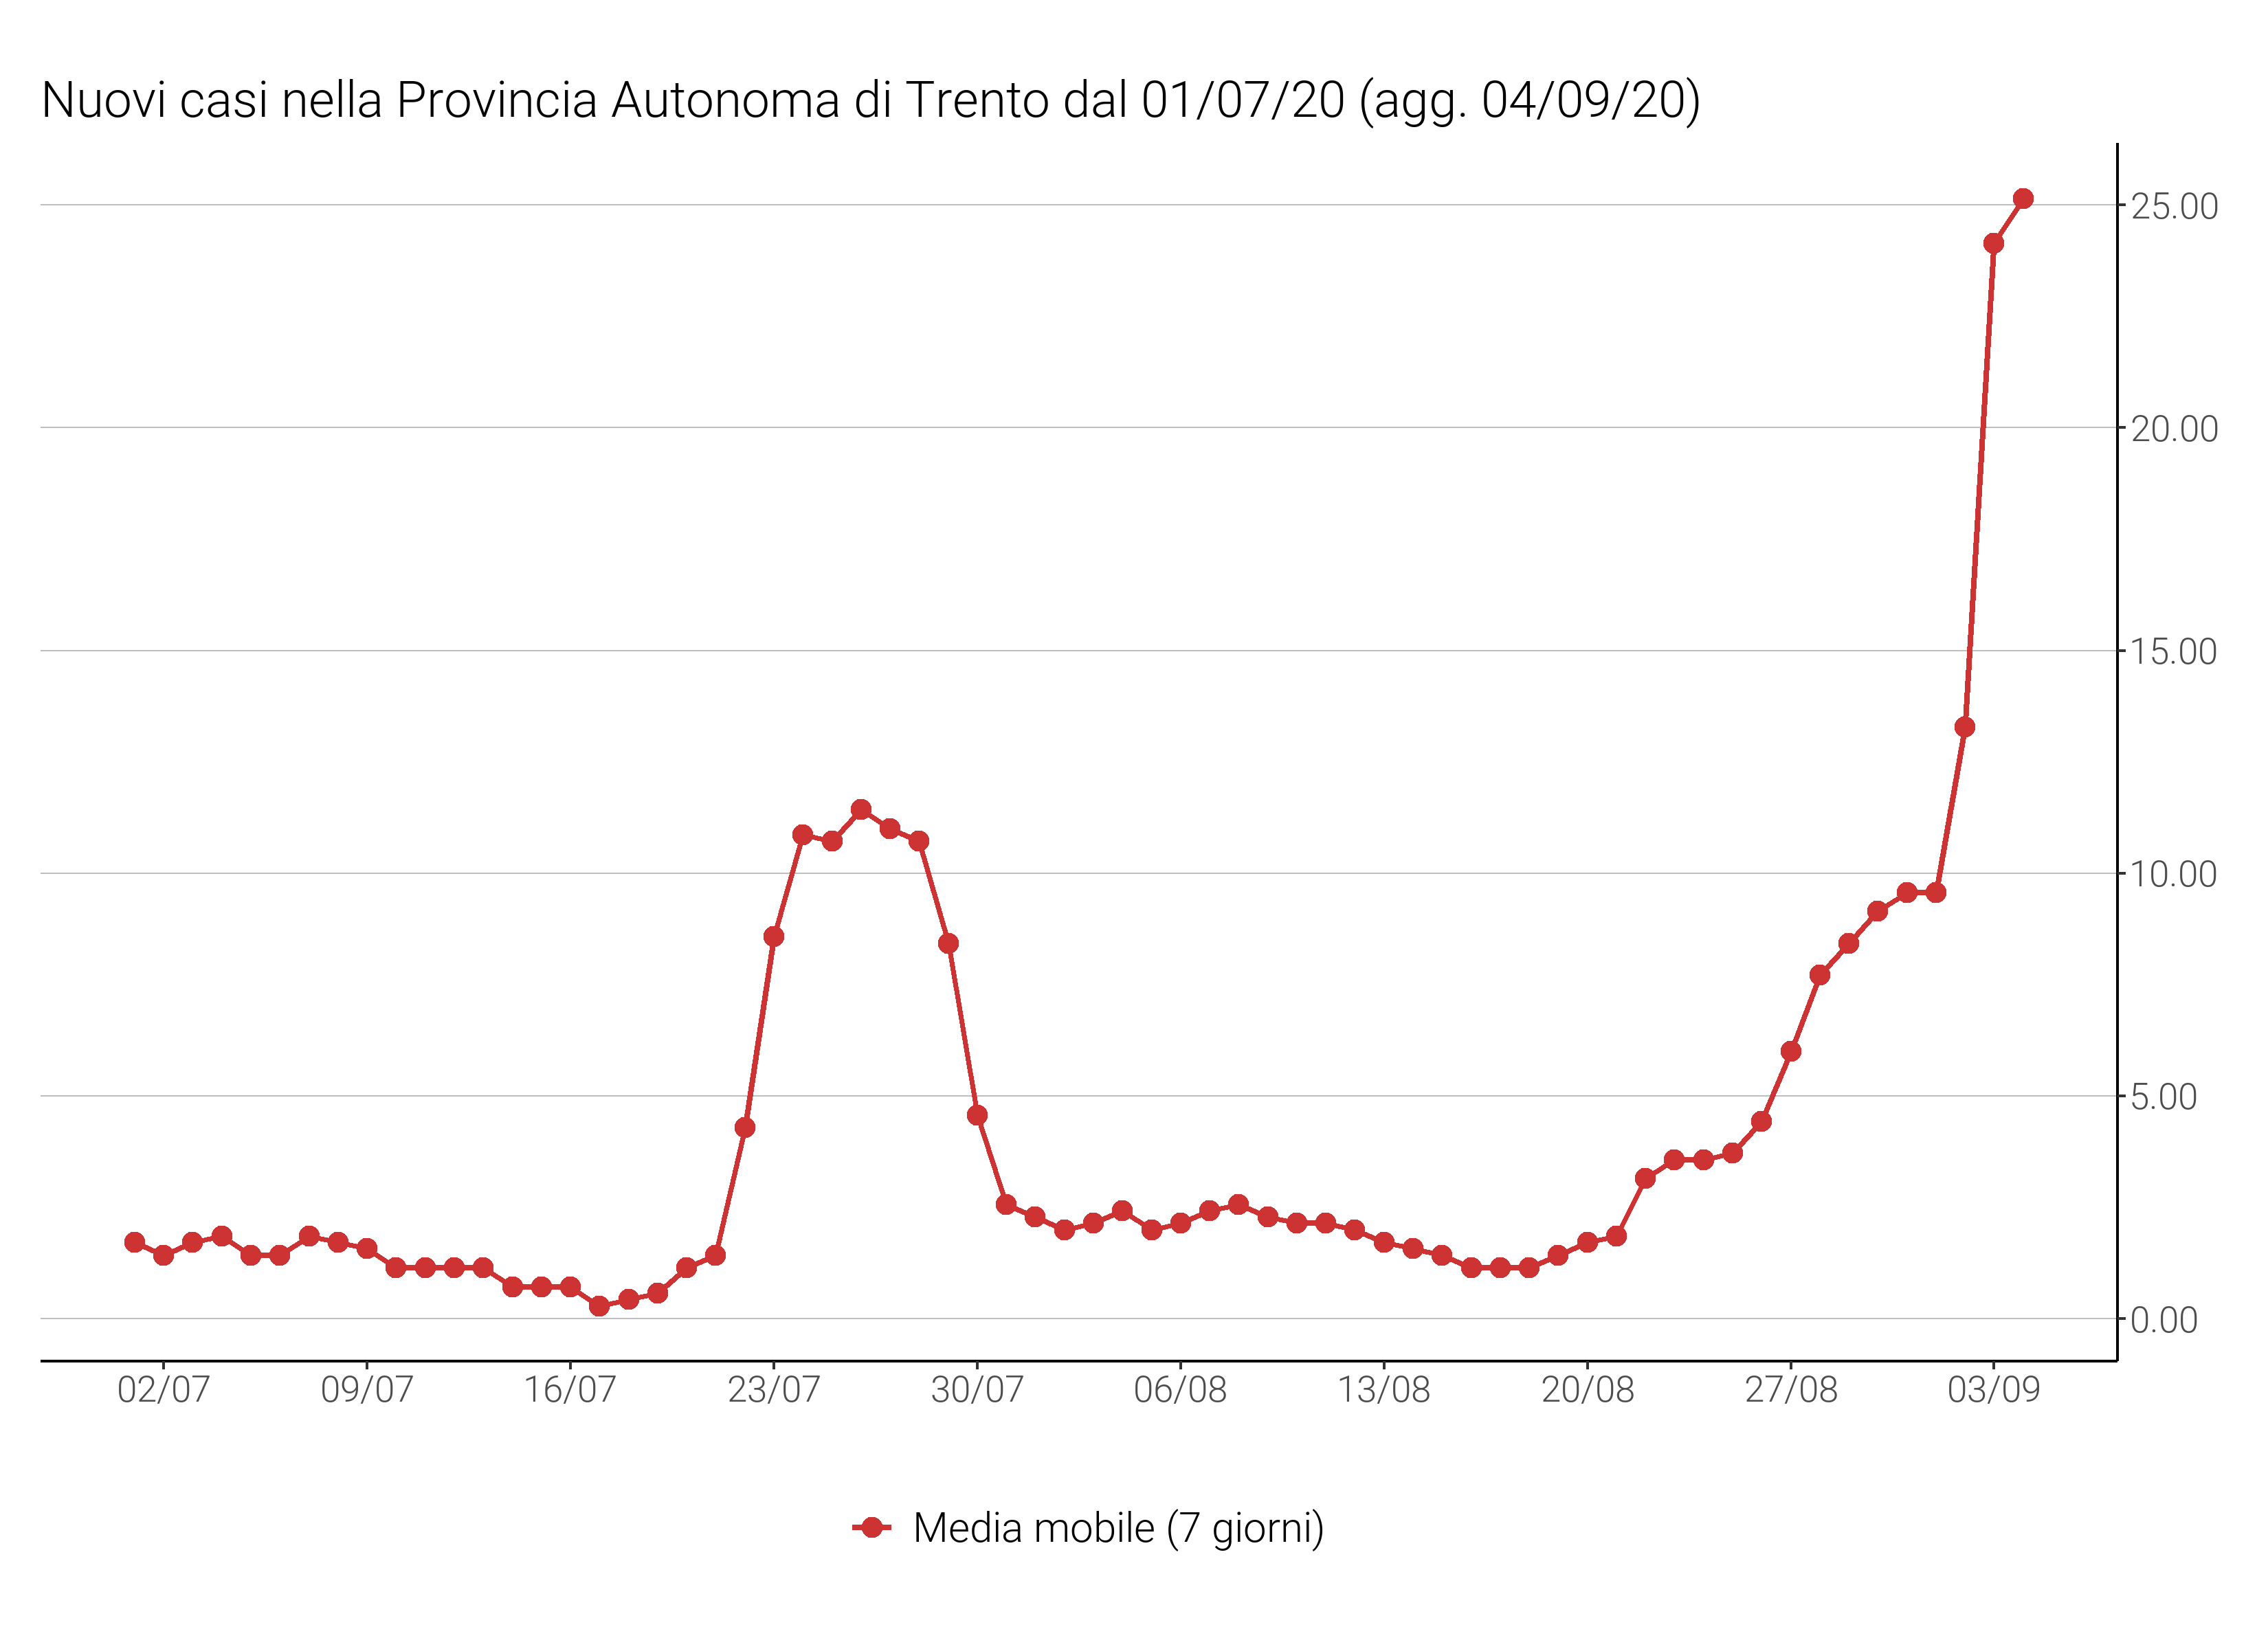 Nuovi casi nella Provincia Autonoma di Trento dal 01/07/20 (agg. 04/09/20)
25.00
20.00
15.00
10.00
5.00
0.00
02/07 09/07 16/07 23/07 30/07 06/08 13/08 20/08 27/08 03/09
Media mobile (7 giorni)